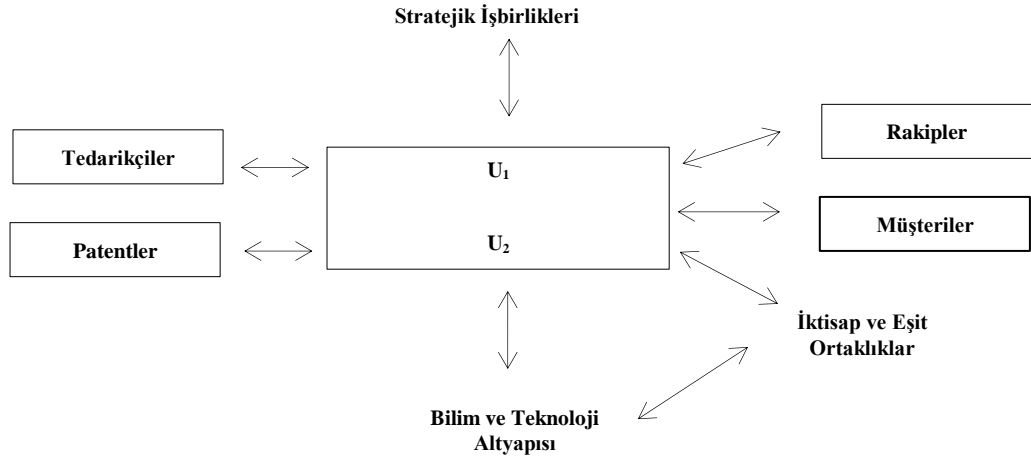 Stratejik İşbirlikleri
Tedarikçiler
U₁
Rakipler
Patentler
U₂
Müşteriler
İktisap ve Eşit
Ortaklıklar
Bilim ve Teknoloji
Altyapısı